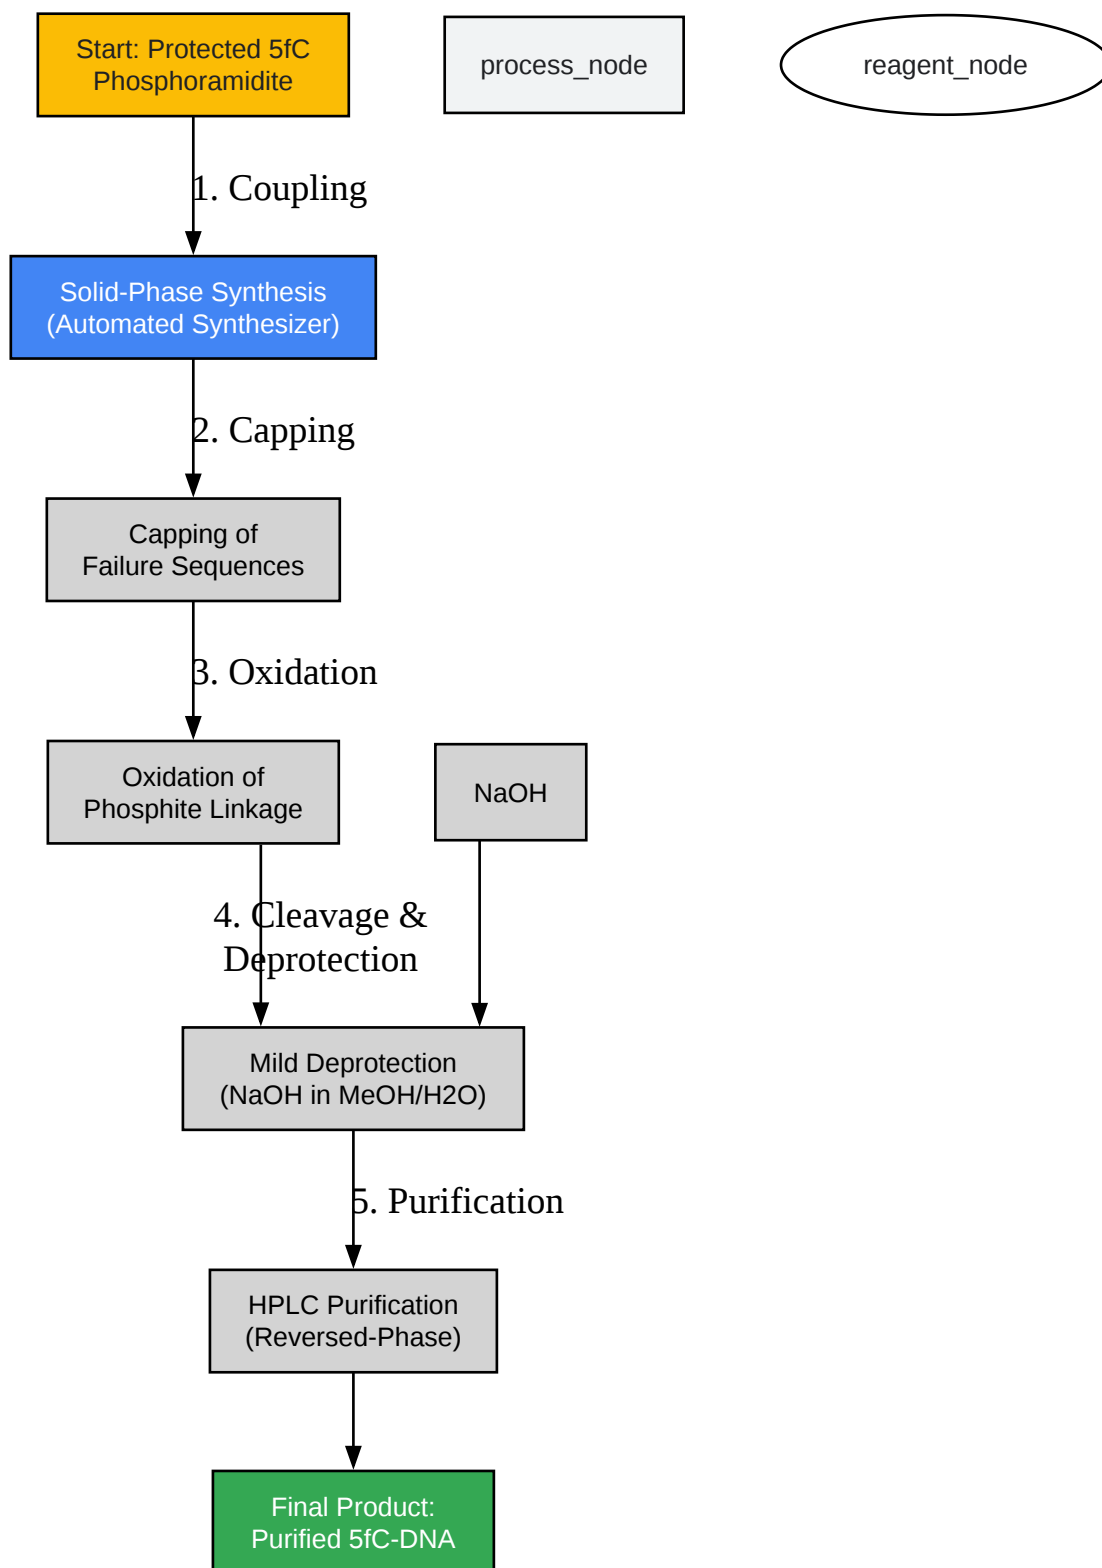 Start: Protected 5fC
Phosphoramidite
process_node
reagent_node
1. Coupling
Solid-Phase Synthesis
(Automated Synthesizer)
2. Capping
Capping of
Failure Sequences
3. Oxidation
Oxidation of
Phosphite Linkage
NaOH
4. Cleavage &
Deprotection
Mild Deprotection
(NaOH in MeOH/H2O)
5. Purification
HPLC Purification
(Reversed-Phase)
Final Product:
Purified 5fC-DNA